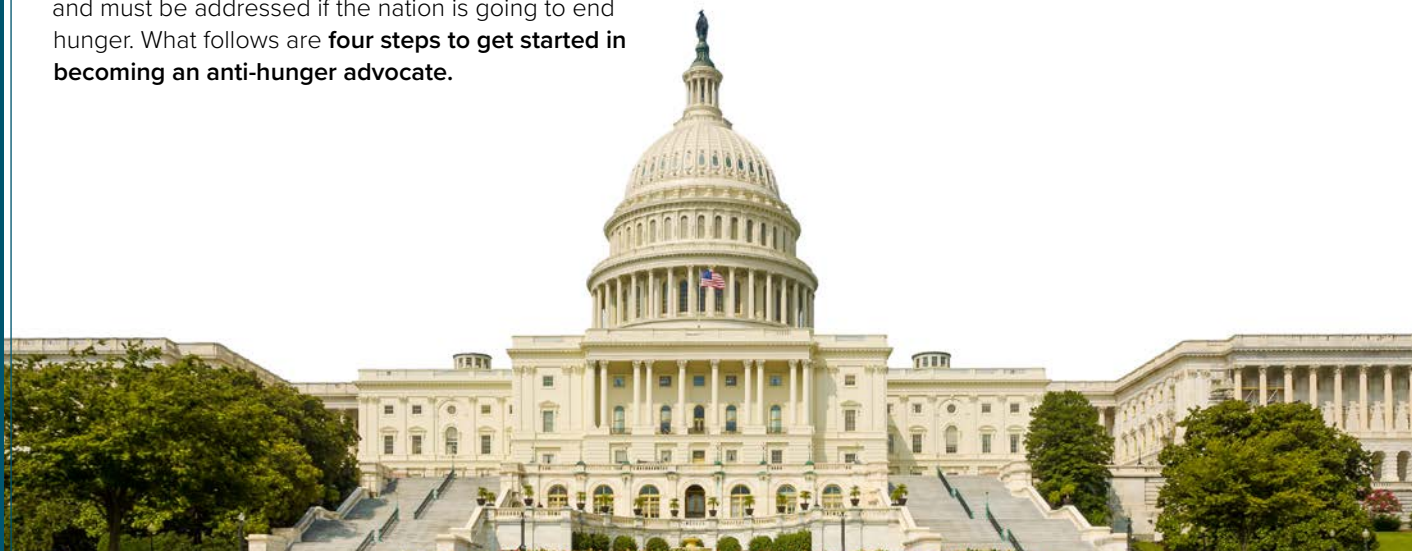 and must be addressed if the nation is going to end
hunger. What follows are four steps to get started in
becoming an anti-hunger advocate.